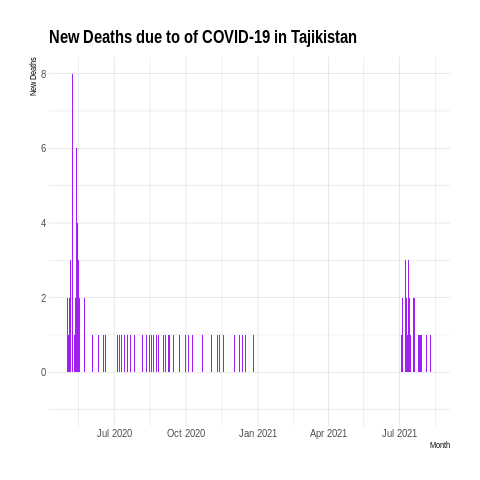 New Deaths due to of COVID-19 in Tajikistan
New Deaths
8
6
4
2
0
Jul 2020 Oct 2020 Jan 2021 Apr 2021 Jul 2021
Month